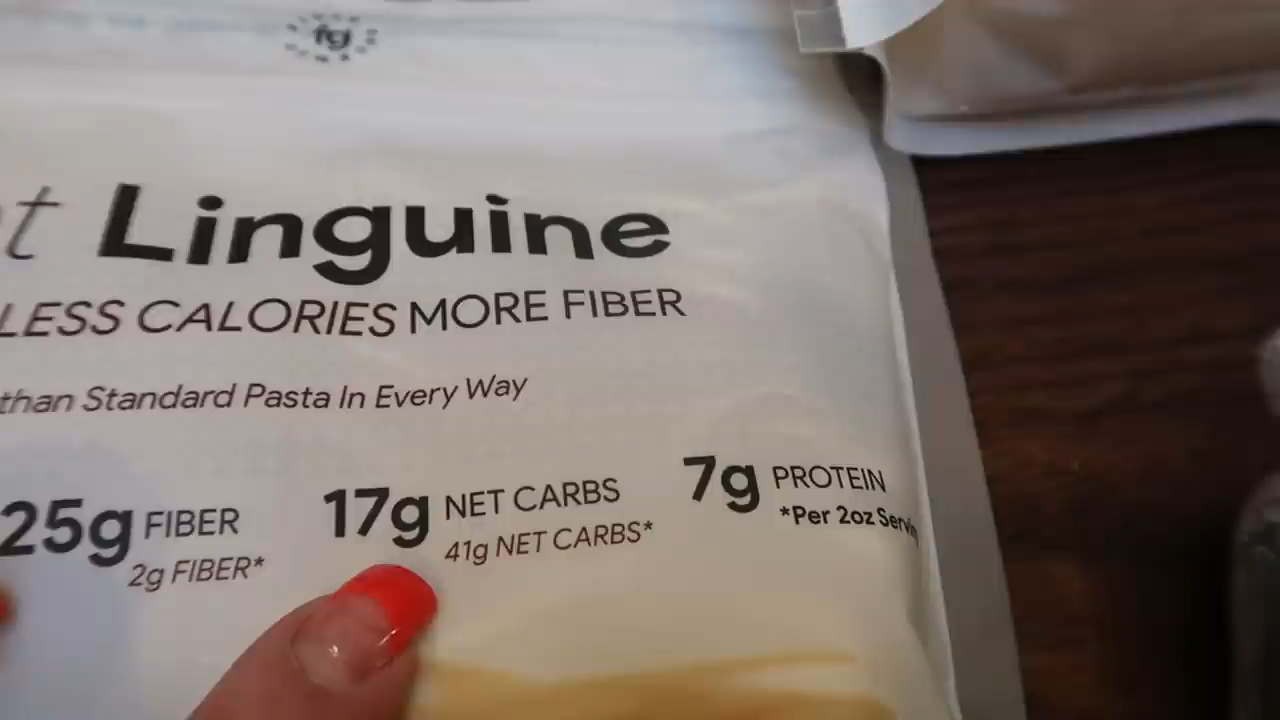 fg
t Linguine
LESS CALORIES MORE FIBER
than Standard Pasta In Every Way
25g FIBER
2g FIBER*
17g NET CARBS
41g NET CARBS*
7g PROTEIN
*Per 2oz Servin